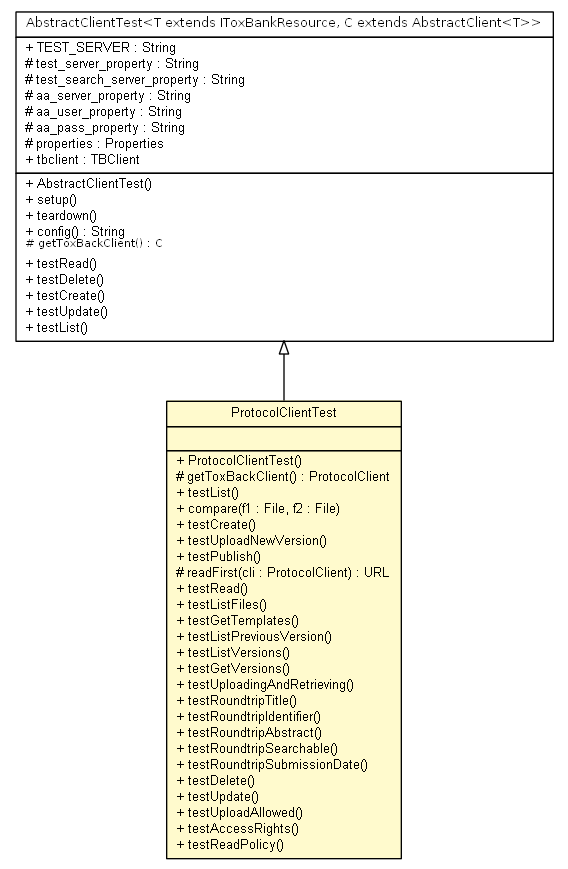 AbstractClientTest<T extends IToxBankResource, C extends AbstractClient<T>>
+ TEST_SERVER : String
# test_server_property : String
# test_search_server_property : String
# aa_server_property : String
# aa_user_property : String
# aa_pass_property : String
# properties : Properties
+ tbclient : TBClient
+ AbstractClientTest()
+ setup()
+ teardown()
+ config() : String
# getToxBackClient() : C
+ testRead()
+ testDelete()
+ testCreate()
+ testUpdate()
+ testList()
ProtocolClientTest
+ ProtocolClientTest()
# getToxBackClient() : ProtocolClient
+ testList()
+ compare(f1 : File, f2 : File)
+ testCreate()
+ testUploadNewVersion()
+ testPublish()
# readFirst(cli : ProtocolClient) : URL
+ testRead()
+ testListFiles()
+ testGetTemplates()
+ testListPreviousVersion()
+ testListVersions()
+ testGetVersions()
+ testUploadingAndRetrieving()
+ testRoundtripTitle()
+ testRoundtripIdentifier()
+ testRoundtripAbstract()
+ testRoundtripSearchable()
+ testRoundtripSubmissionDate()
+ testDelete()
+ testUpdate()
+ testUploadAllowed()
+ testAccessRights()
+ testReadPolicy()